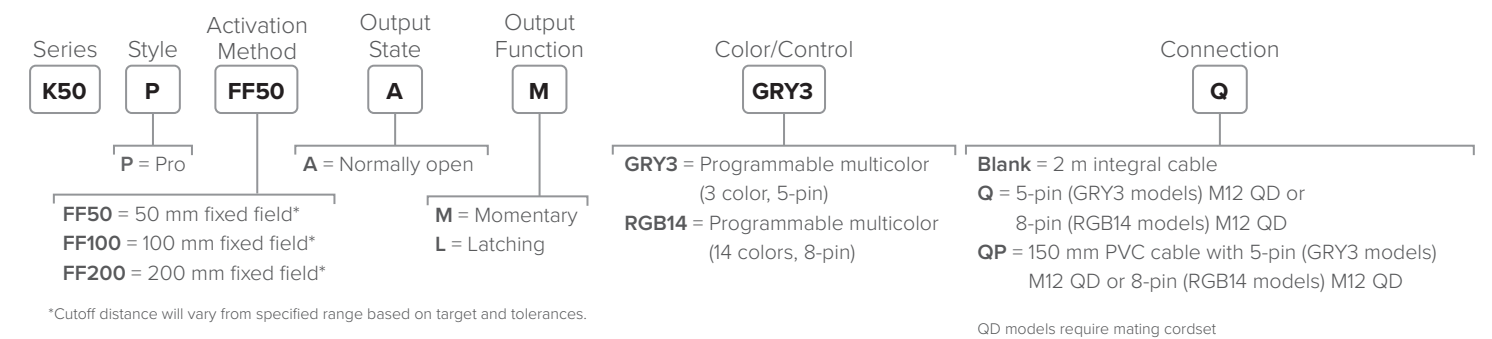 Series
Style
Activation
Method
Output
State
Output
Function
Color/Control
Connection
K50
P
FF50
A
M
GRY3
Q
P = Pro
A = Normally open
FF50 = 50 mm fixed field*
FF100 = 100 mm fixed field*
FF200 = 200 mm fixed field*
M = Momentary
L = Latching
GRY3 = Programmable multicolor
(3 color, 5-pin)
RGB14 = Programmable multicolor
(14 colors, 8-pin)
Blank = 2 m integral cable
Q = 5-pin (GRY3 models) M12 QD or
8-pin (RGB14 models) M12 QD
QP = 150 mm PVC cable with 5-pin (GRY3 models)
M12 QD or 8-pin (RGB14 models) M12 QD
*Cutoff distance will vary from specified range based on target and tolerances.
QD models require mating cordset